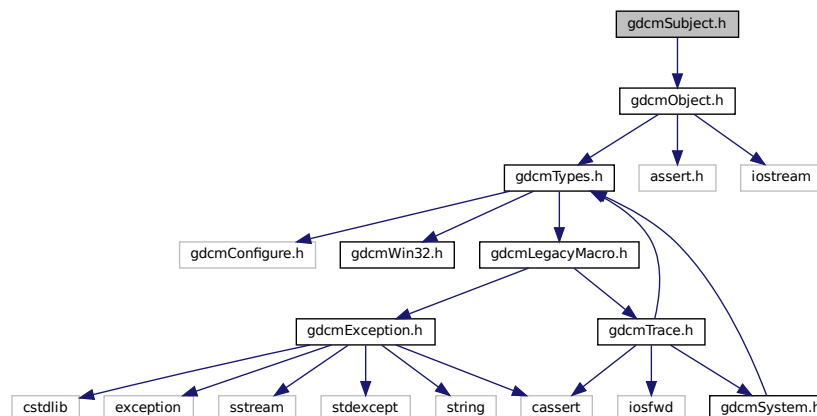 gdcmSubject.h
gdcmObject.h
gdcmTypes.h
assert.h
iostream
gdcmConfigure.h
gdcmWin32.h
gdcmLegacyMacro.h
gdcmException.h
gdcmTrace.h
cstdlib
exception
sstream
stdexcept
string
cassert
iosfwd
gdcmSystem.h